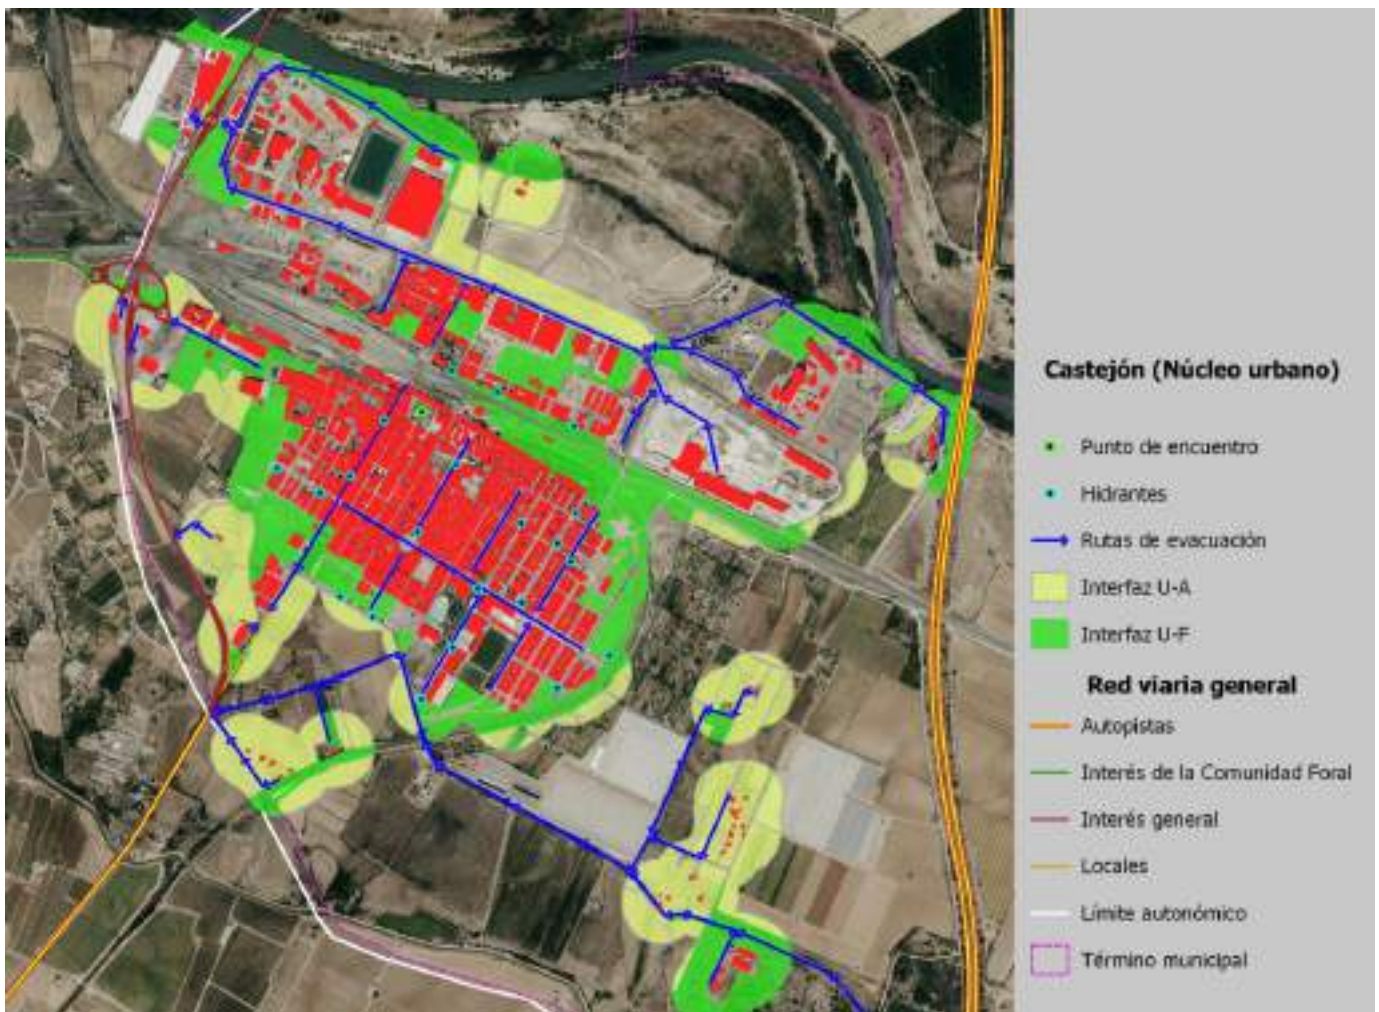 Castejón (Núcleo urbano)
Punto de encuentro
Hidrantes
Rutas de evacuación
Interfaz U-A
Interfaz U-F
Red viaria general
Autopistas
Interés de la Comunidad Foral
Interés general
Locales
Límite autonómico
Término municipal